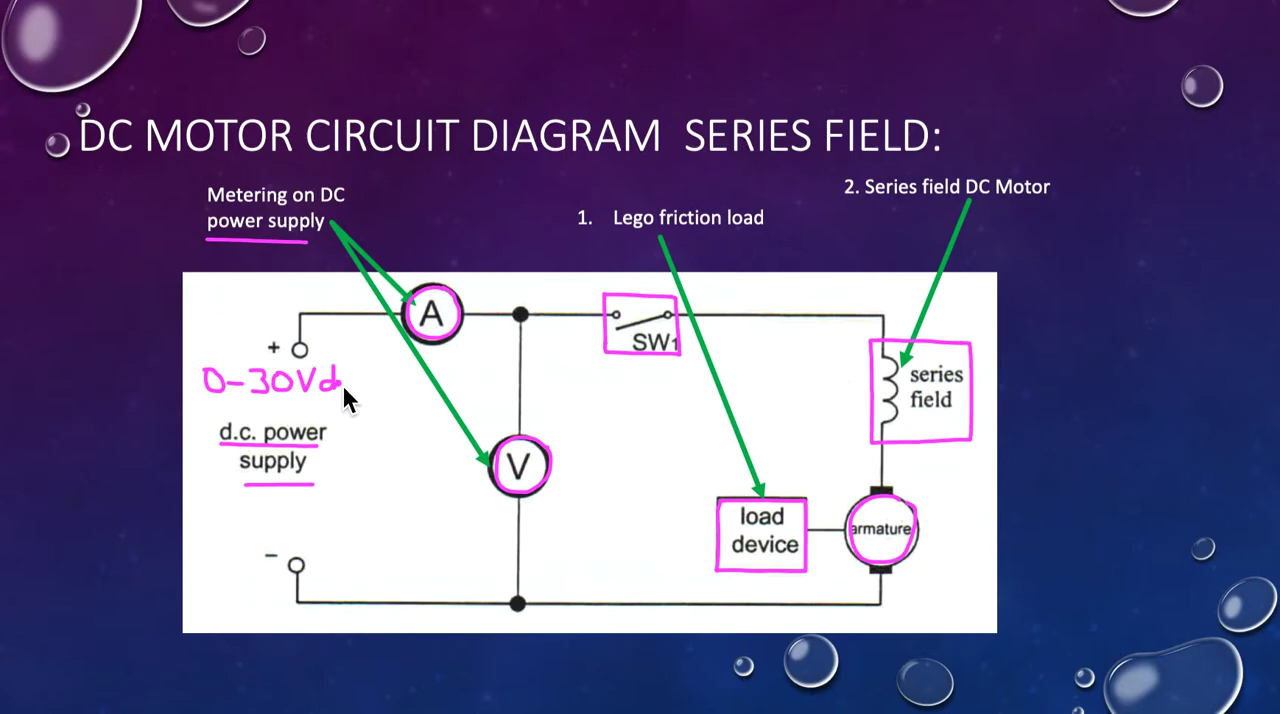 DC MOTOR CIRCUIT DIAGRAM SERIES FIELD:
Metering on DC
power supply
1. Lego friction load
2. Series field DC Motor
A
SW1
+
0-30Vd
d.c. power
supply
series
field
V
load
device
armature
−